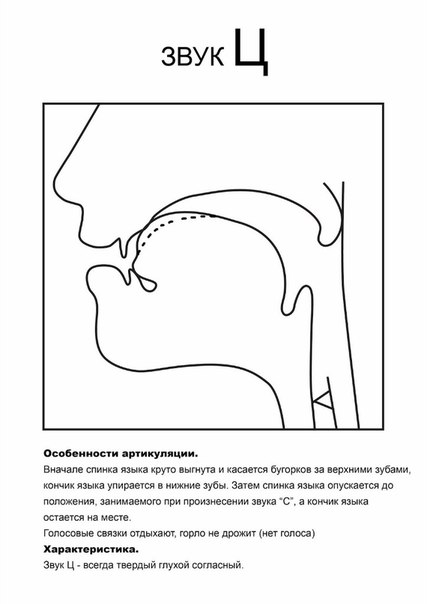 ЗВУК Ц
Особенности артикуляции.
Вначале спинка языка круто выгнута и касается бугорков за верхними зубами,
кончик языка упирается в нижние зубы. Затем спинка языка опускается до
положения, занимаемого при произнесении звука “С”, а кончик языка
остается на месте.
Голосовые связки отдыхают, горло не дрожит (нет голоса)
Характеристика.
Звук Ц - всегда твердый глухой согласный.